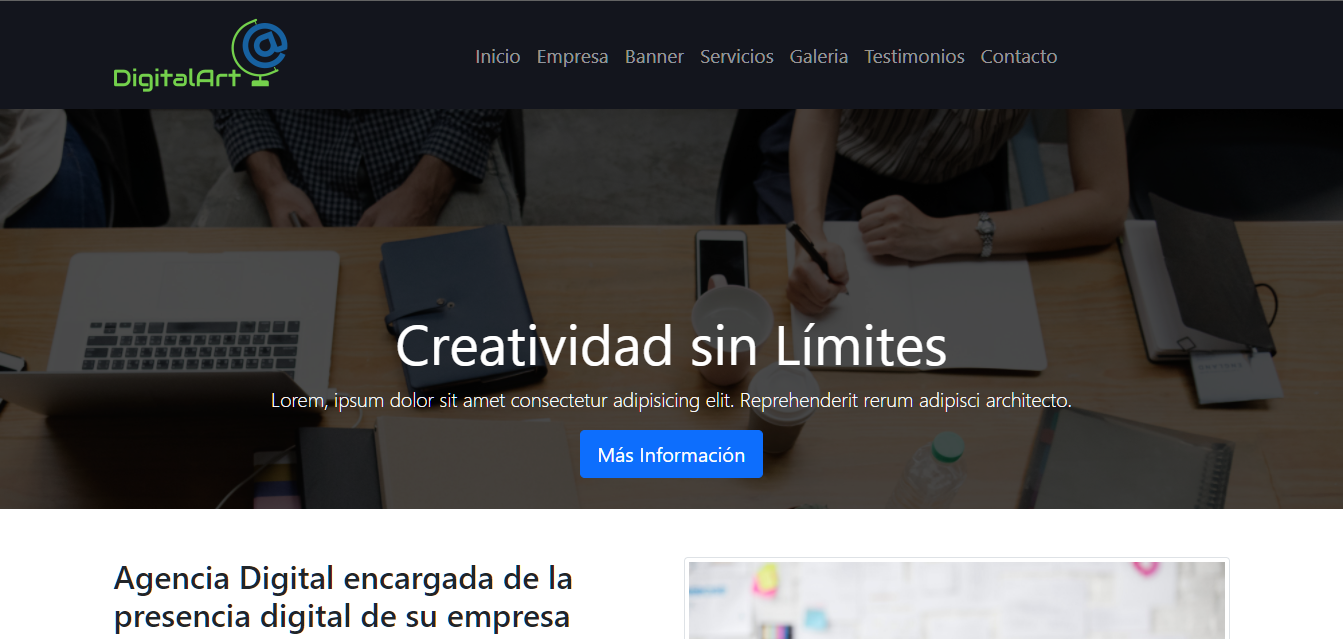 DigitalArt
Inicio Empresa Banner Servicios Galeria Testimonios Contacto
Creatividad sin Límites
Lorem, ipsum dolor sit amet consectetur adipisicing elit. Reprehenderit rerum adipisci architecto.
Más Información
Agencia Digital encargada de la
presencia digital de su empresa